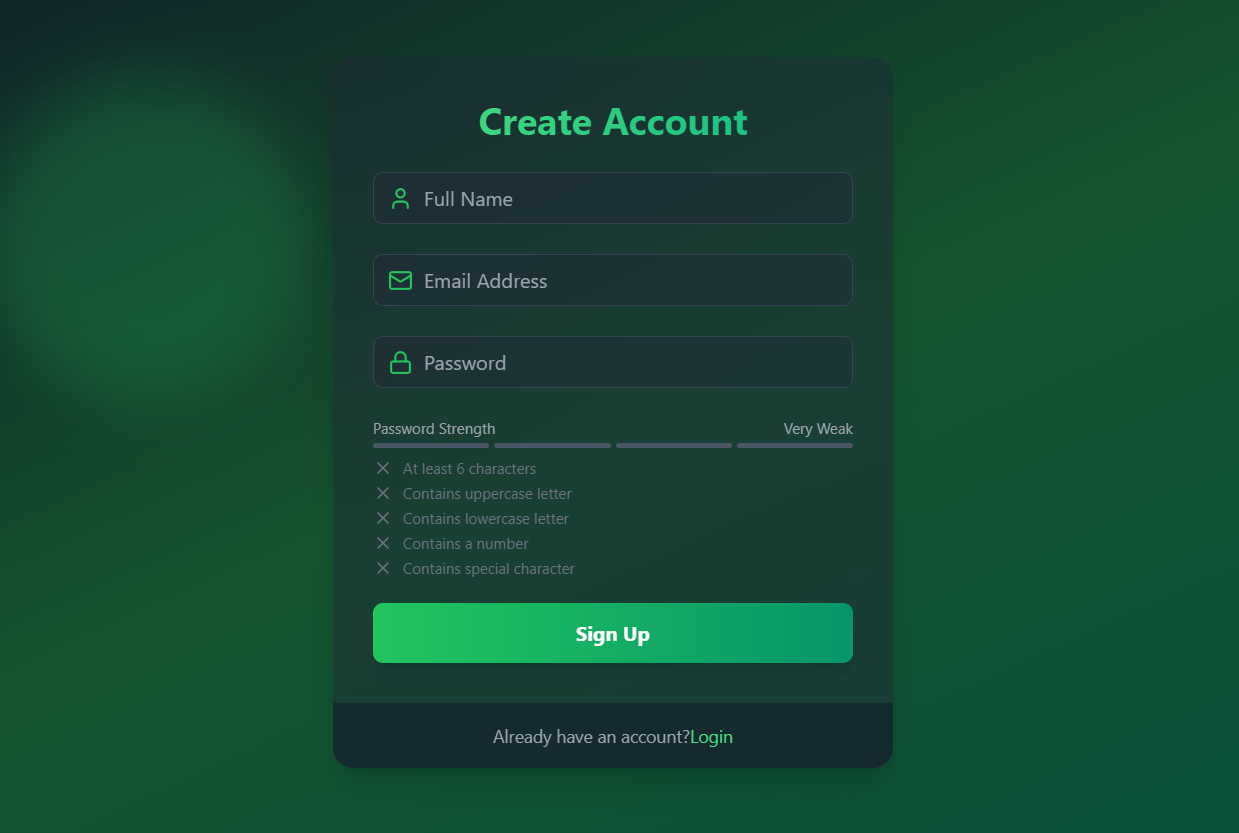 Create Account
Full Name
Email Address
Password
Password Strength Very Weak
At least 6 characters
Contains uppercase letter
Contains lowercase letter
Contains a number
Contains special character
Sign Up
Already have an account?Login